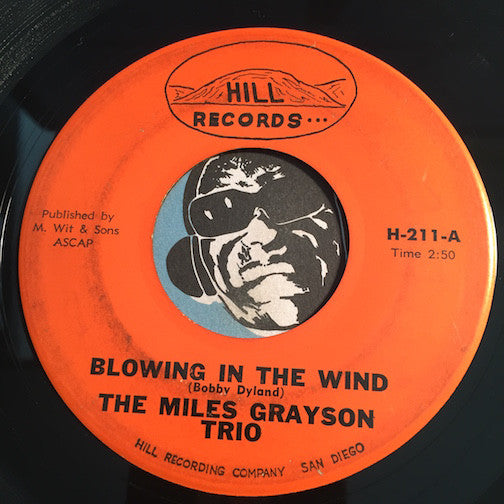 HILL
RECORDS...
Published by
M. Wit & Sons
ASCAP
H-211-A
Time 2:50
BLOWING IN THE WIND
(Bobby Dyland)
THE MILES GRAYSON
TRIO
HILL RECORDING COMPANY SAN DIEGO